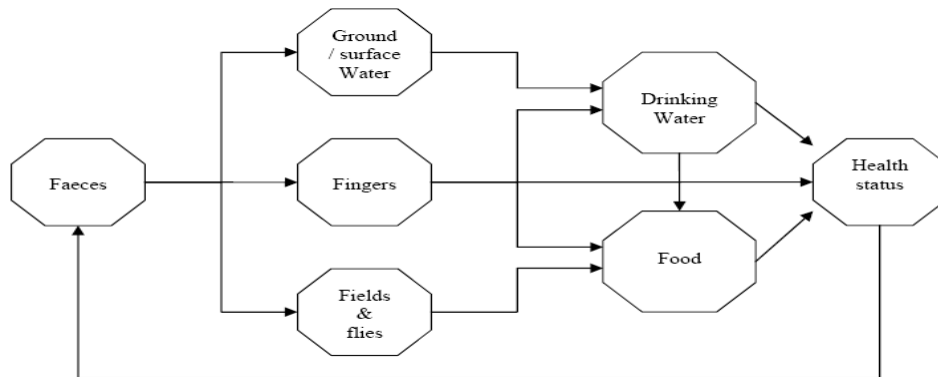 Ground
/ surface
Water
Drinking
Water
Faeces
Fingers
Health
status
Food
Fields
&
flies